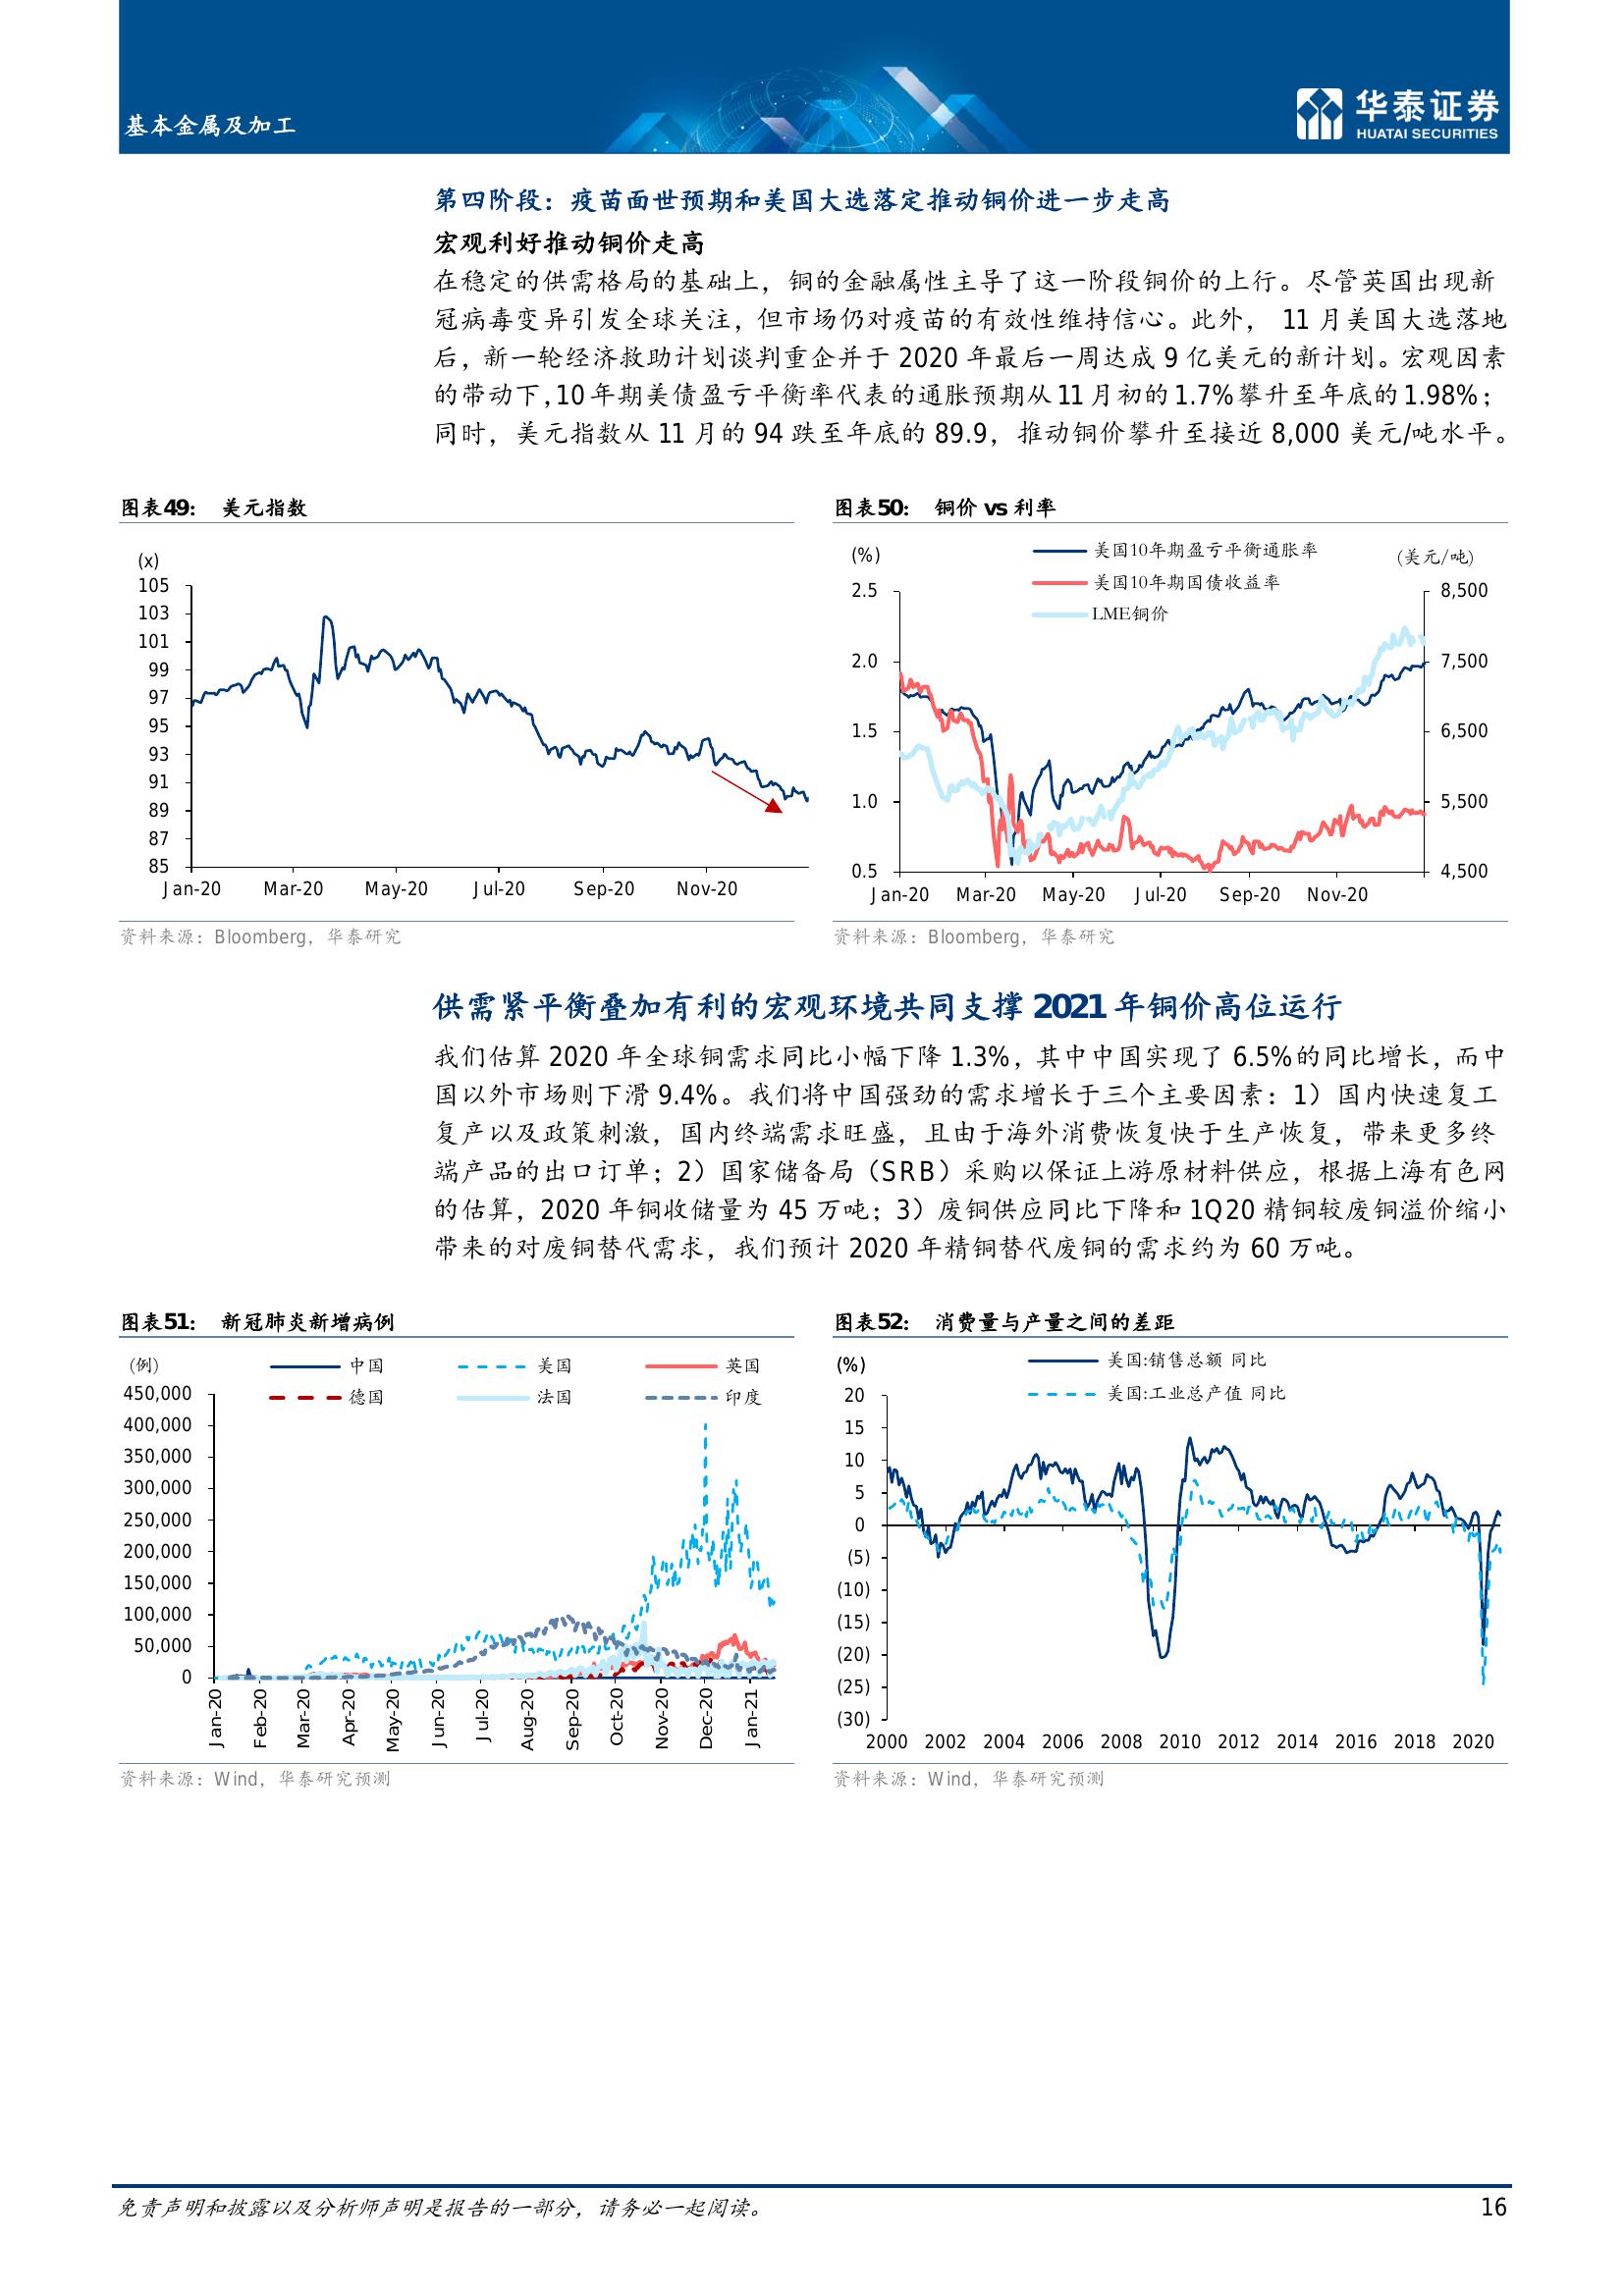 基本金属及加工
华泰证券
HUATAI SECURITIES
第四阶段：疫苗面世预期和美国大选落定推动铜价进一步走高
宏观利好推动铜价走高
在稳定的供需格局的基础上，铜的金融属性主导了这一阶段铜价的上行。尽管英国出现新
冠病毒变异引发全球关注，但市场仍对疫苗的有效性维持信心。此外， 11 月美国大选落地
后，新一轮经济救助计划谈判重企并于 2020 年最后一周达成 9 亿美元的新计划。宏观因素
的带动下，10 年期美债盈亏平衡率代表的通胀预期从 11 月初的 1.7%攀升至年底的 1.98%；
同时，美元指数从 11 月的 94 跌至年底的 89.9，推动铜价攀升至接近 8,000 美元/吨水平。
图表49： 美元指数
(x)
105
103
101
99
97
95
93
91
89
87
85
Jan-20 Mar-20 May-20 Jul-20 Sep-20 Nov-20
资料来源：Bloomberg，华泰研究
图表50： 铜价 vs 利率
(%)
美国10年期盈亏平衡通胀率
美国10年期国债收益率
LME铜价
(美元/吨)
2.5
2.0
1.5
1.0
0.5
8,500
7,500
6,500
5,500
4,500
Jan-20 Mar-20 May-20 Jul-20 Sep-20 Nov-20
资料来源：Bloomberg，华泰研究
供需紧平衡叠加有利的宏观环境共同支撑 2021 年铜价高位运行
我们估算 2020 年全球铜需求同比小幅下降 1.3%，其中中国实现了 6.5%的同比增长，而中
国以外市场则下滑 9.4%。我们将中国强劲的需求增长于三个主要因素：1）国内快速复工
复产以及政策刺激，国内终端需求旺盛，且由于海外消费恢复快于生产恢复，带来更多终
端产品的出口订单；2）国家储备局（SRB）采购以保证上游原材料供应，根据上海有色网
的估算，2020 年铜收储量为 45 万吨；3）废铜供应同比下降和 1Q20 精铜较废铜溢价缩小
带来的对废铜替代需求，我们预计 2020 年精铜替代废铜的需求约为 60 万吨。
图表51： 新冠肺炎新增病例
(例)
中国 美国 英国
德国 法国 印度
450,000
400,000
350,000
300,000
250,000
200,000
150,000
100,000
50,000
0
Jan-20 Feb-20 Mar-20 Apr-20 May-20 Jun-20 Jul-20 Aug-20 Sep-20 Oct-20 Nov-20 Dec-20 Jan-21
资料来源：Wind，华泰研究预测
图表52： 消费量与产量之间的差距
(%)
美国:销售总额 同比
美国:工业总产值 同比
20
15
10
5
0
(5)
(10)
(15)
(20)
(25)
(30)
2000 2002 2004 2006 2008 2010 2012 2014 2016 2018 2020
资料来源：Wind，华泰研究预测
免责声明和披露以及分析师声明是报告的一部分，请务必一起阅读。
16